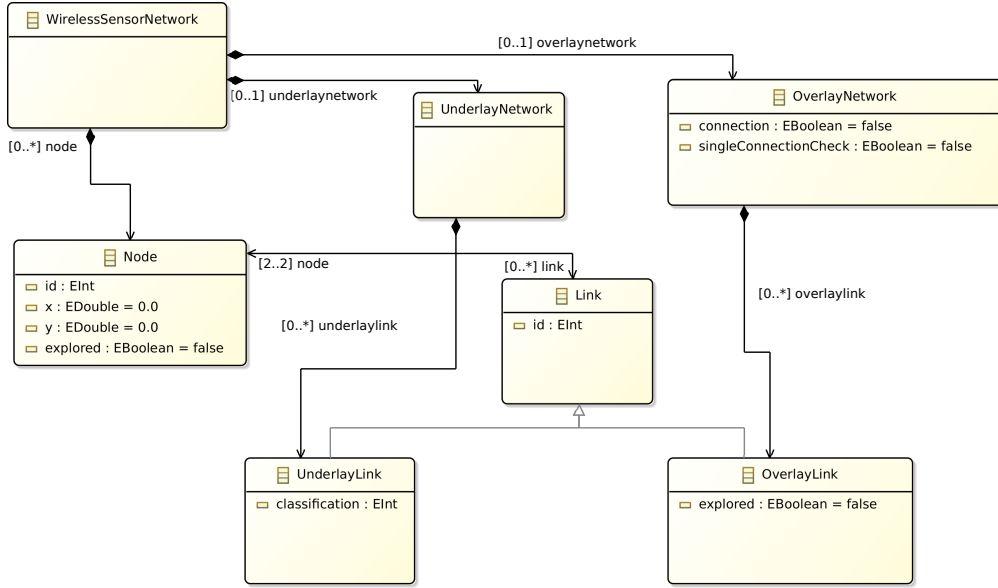 WirelessSensorNetwork
[0..1] overlaynetwork
[0..1] underlaynetwork
UnderlayNetwork
OverlayNetwork
connection : EBoolean = false
singleConnectionCheck : EBoolean = false
[0..*] node
Node
id : EInt
x : EDouble = 0.0
y : EDouble = 0.0
explored : EBoolean = false
[2..2] node
[0..*] link
Link
id : EInt
[0..*] underlaylink
[0..*] overlaylink
UnderlayLink
classification : EInt
OverlayLink
explored : EBoolean = false